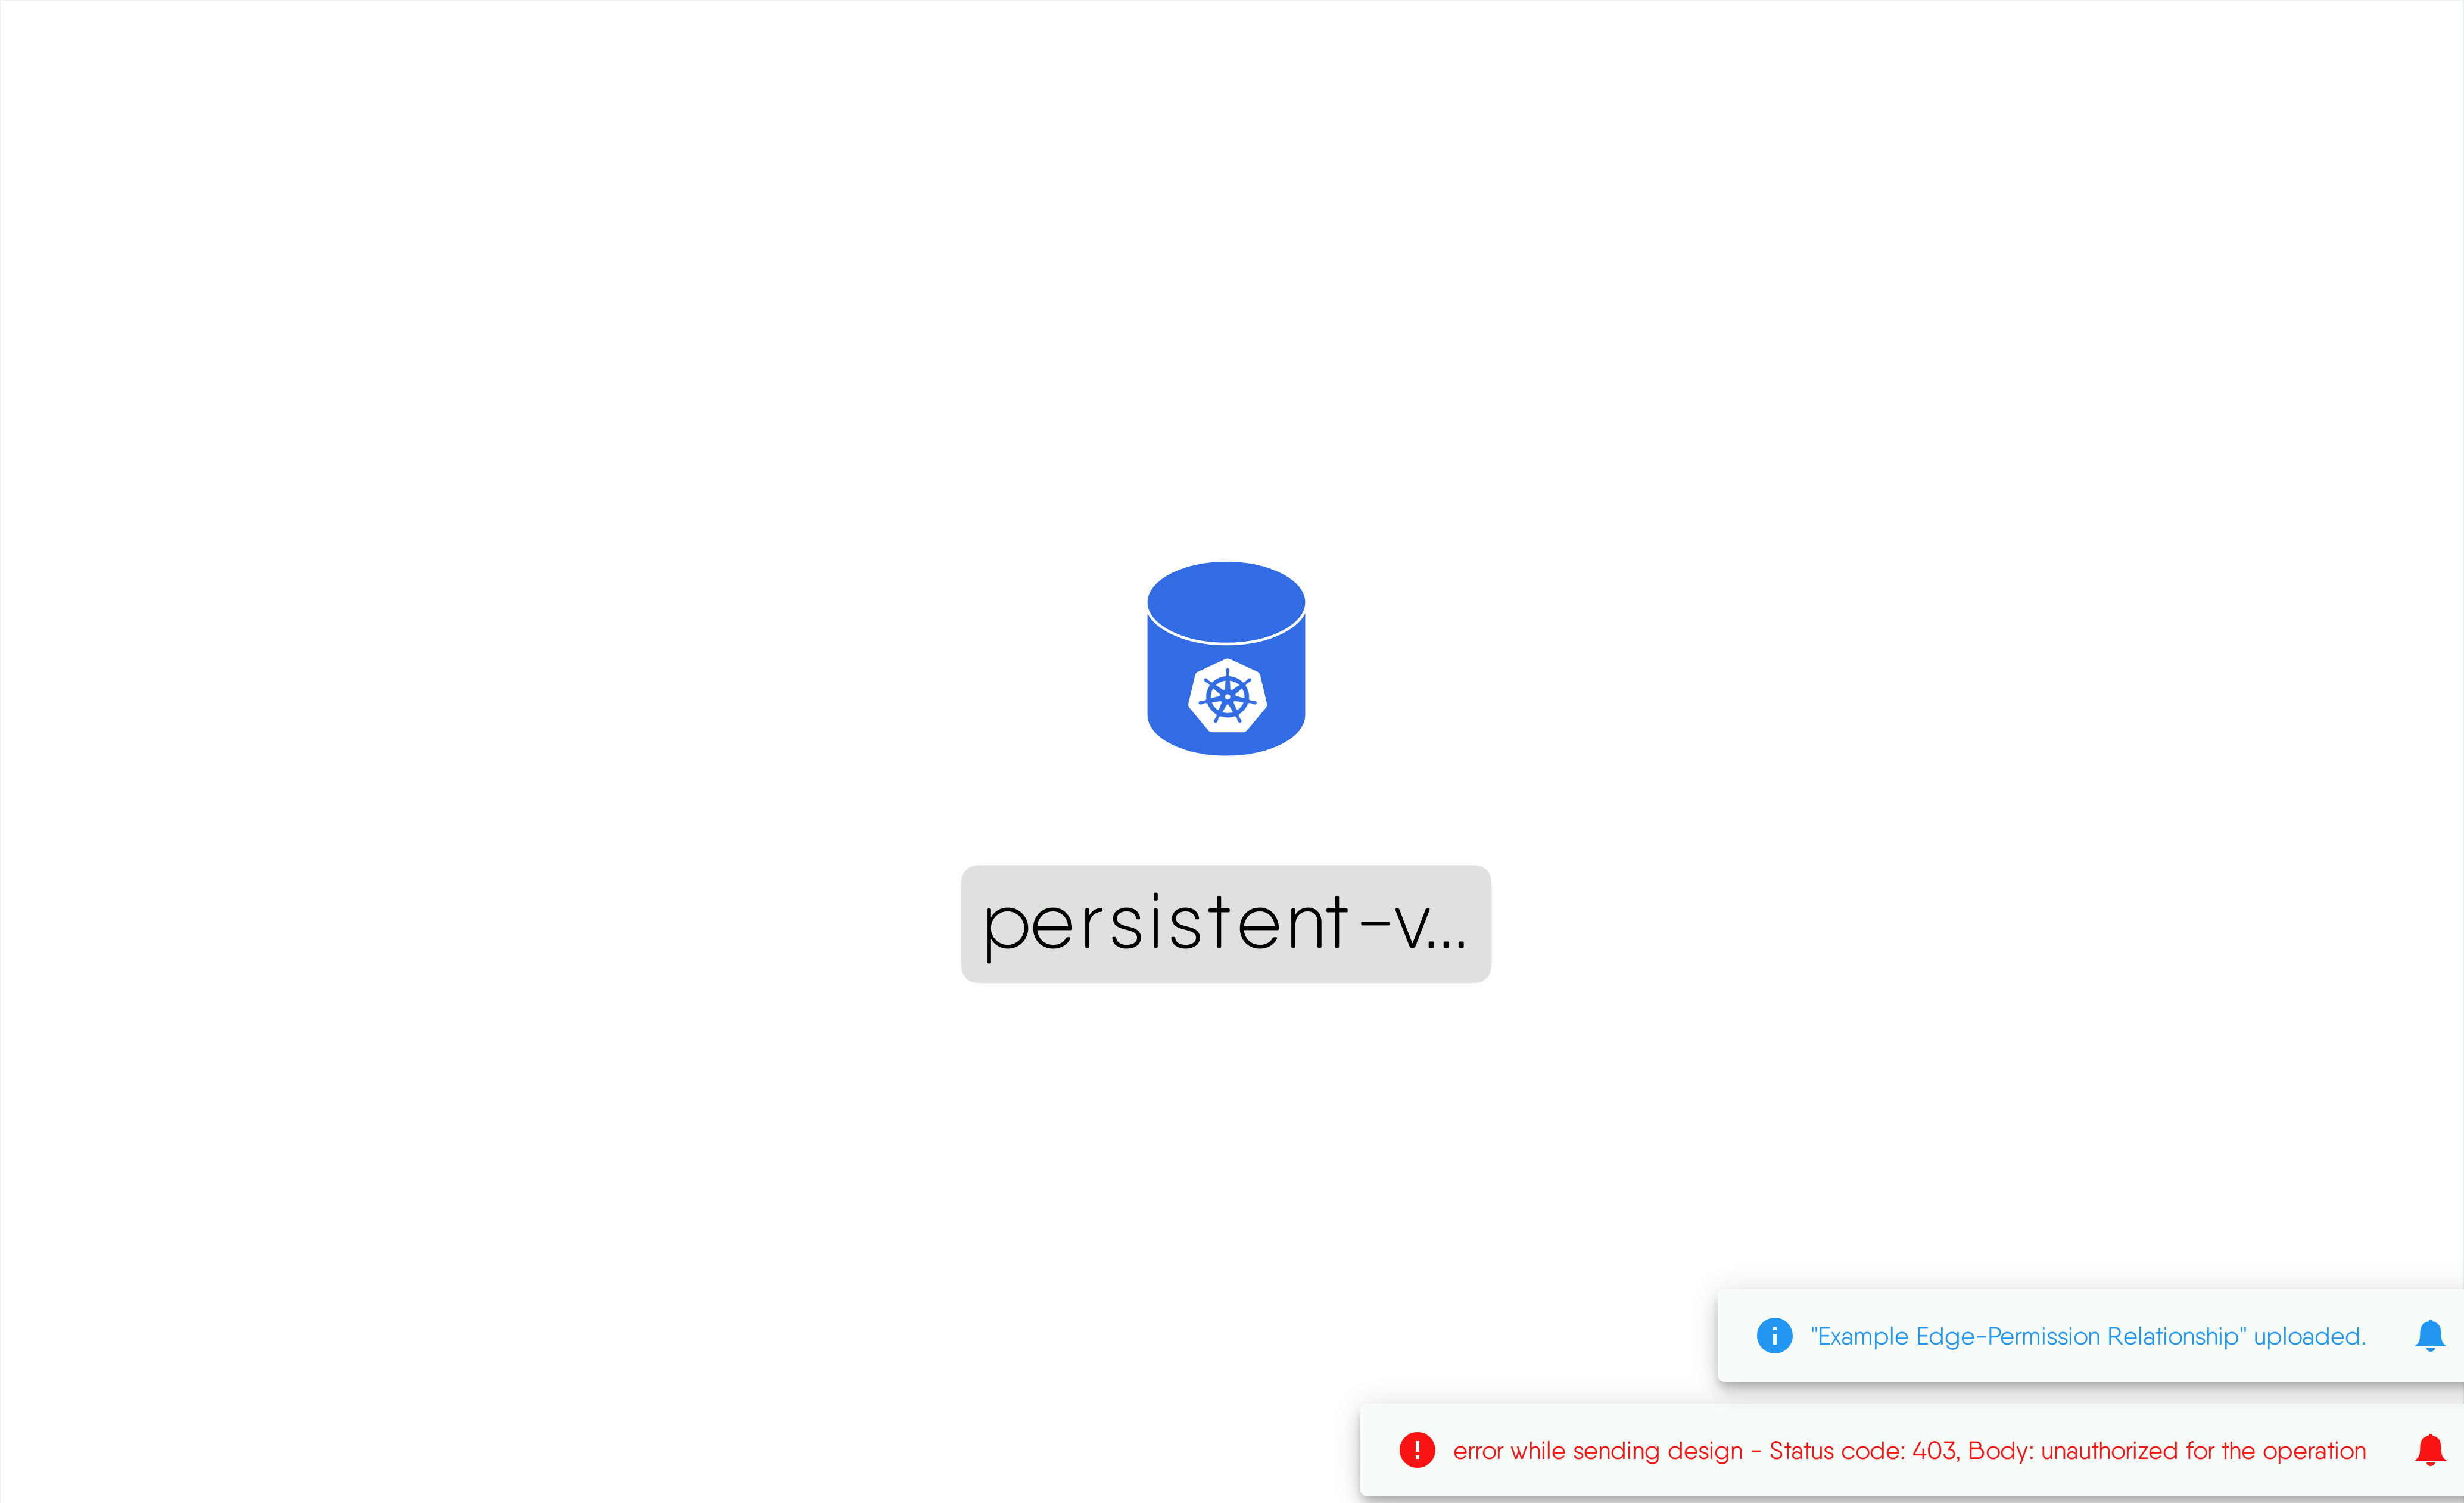 persistent-v...
"Example Edge-Permission Relationship" uploaded.
error while sending design - Status code: 403, Body: unauthorized for the operation